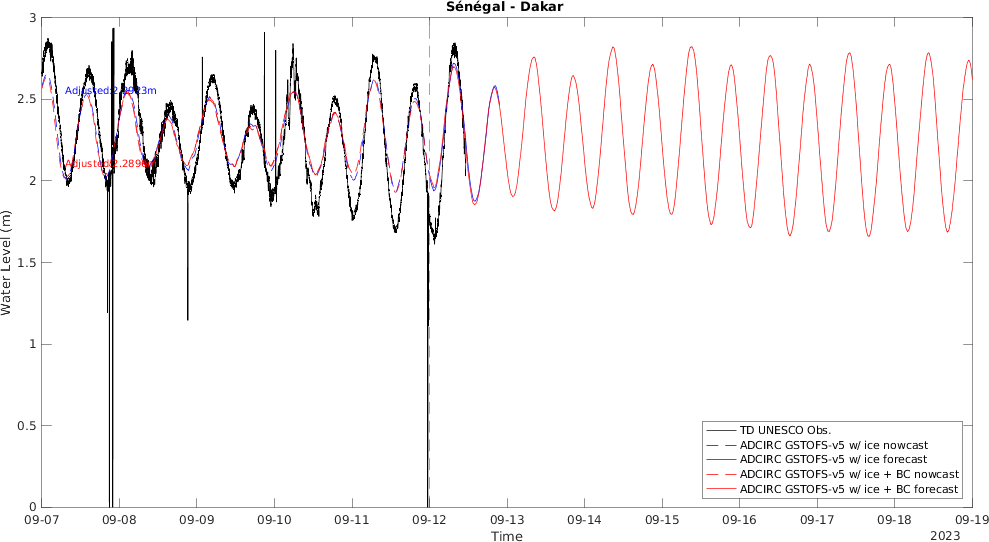 Sénégal - Dakar
3
2.5
2
1.5
1
0.5
0
Water Level (m)
09-07
09-08
09-09
09-10
09-11
09-12
09-13
09-14
09-15
09-16
09-17
09-18
09-19
Time
2023
TD UNESCO Obs.
ADCIRC GSTOFS-v5 w/ ice nowcast
ADCIRC GSTOFS-v5 w/ ice forecast
ADCIRC GSTOFS-v5 w/ ice + BC nowcast
ADCIRC GSTOFS-v5 w/ ice + BC forecast